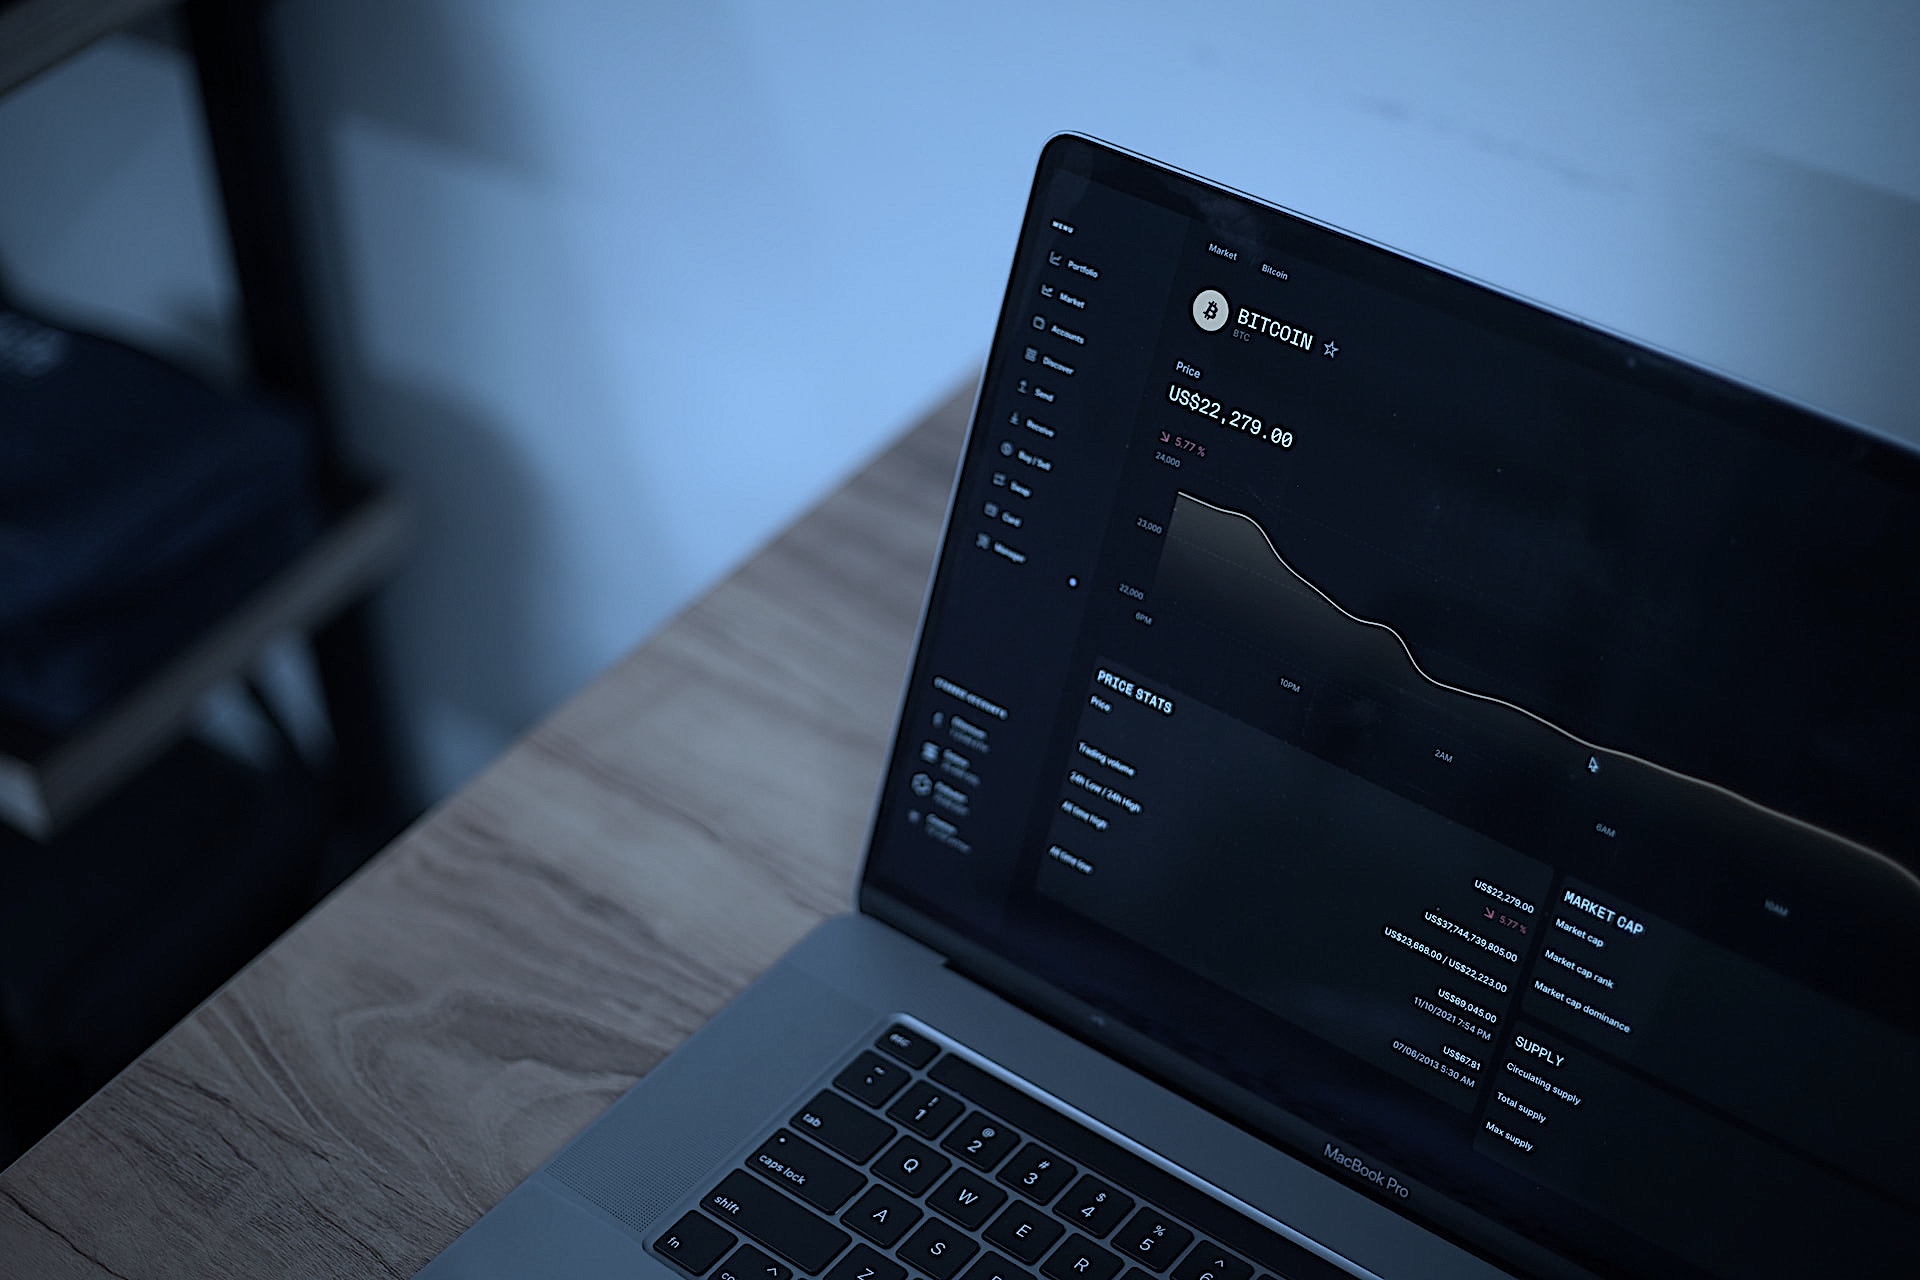 MENU
Portfolio
Market
Accounts
Discover
Send
Receive
Buy / Sell
Swap
Card
Manager
Market
Bitcoin
BITCOIN
BTC
Price
US$22,279.00
5.77 %
24,000
23,000
22,000
6PM
10PM
2AM
6AM
10AM
PRICE STATS
Price
Trading volume
24h Low / 24h High
All time high
All time low
US$22,279.00
5.77 %
US$37,744,739,805.00
US$23,668.00 / US$22,223.00
US$69,045.00
11/10/2021 7:54 PM
US$67.81
07/06/2013 5:30 AM
MARKET CAP
Market cap
Market cap rank
Market cap dominance
SUPPLY
Circulating supply
Total supply
Max supply
MacBook Pro
esc
~
! 1
@ 2
# 3
$ 4
% 5
^ 6
tab
Q
W
E
R
caps lock
A
S
shift
Z
fn